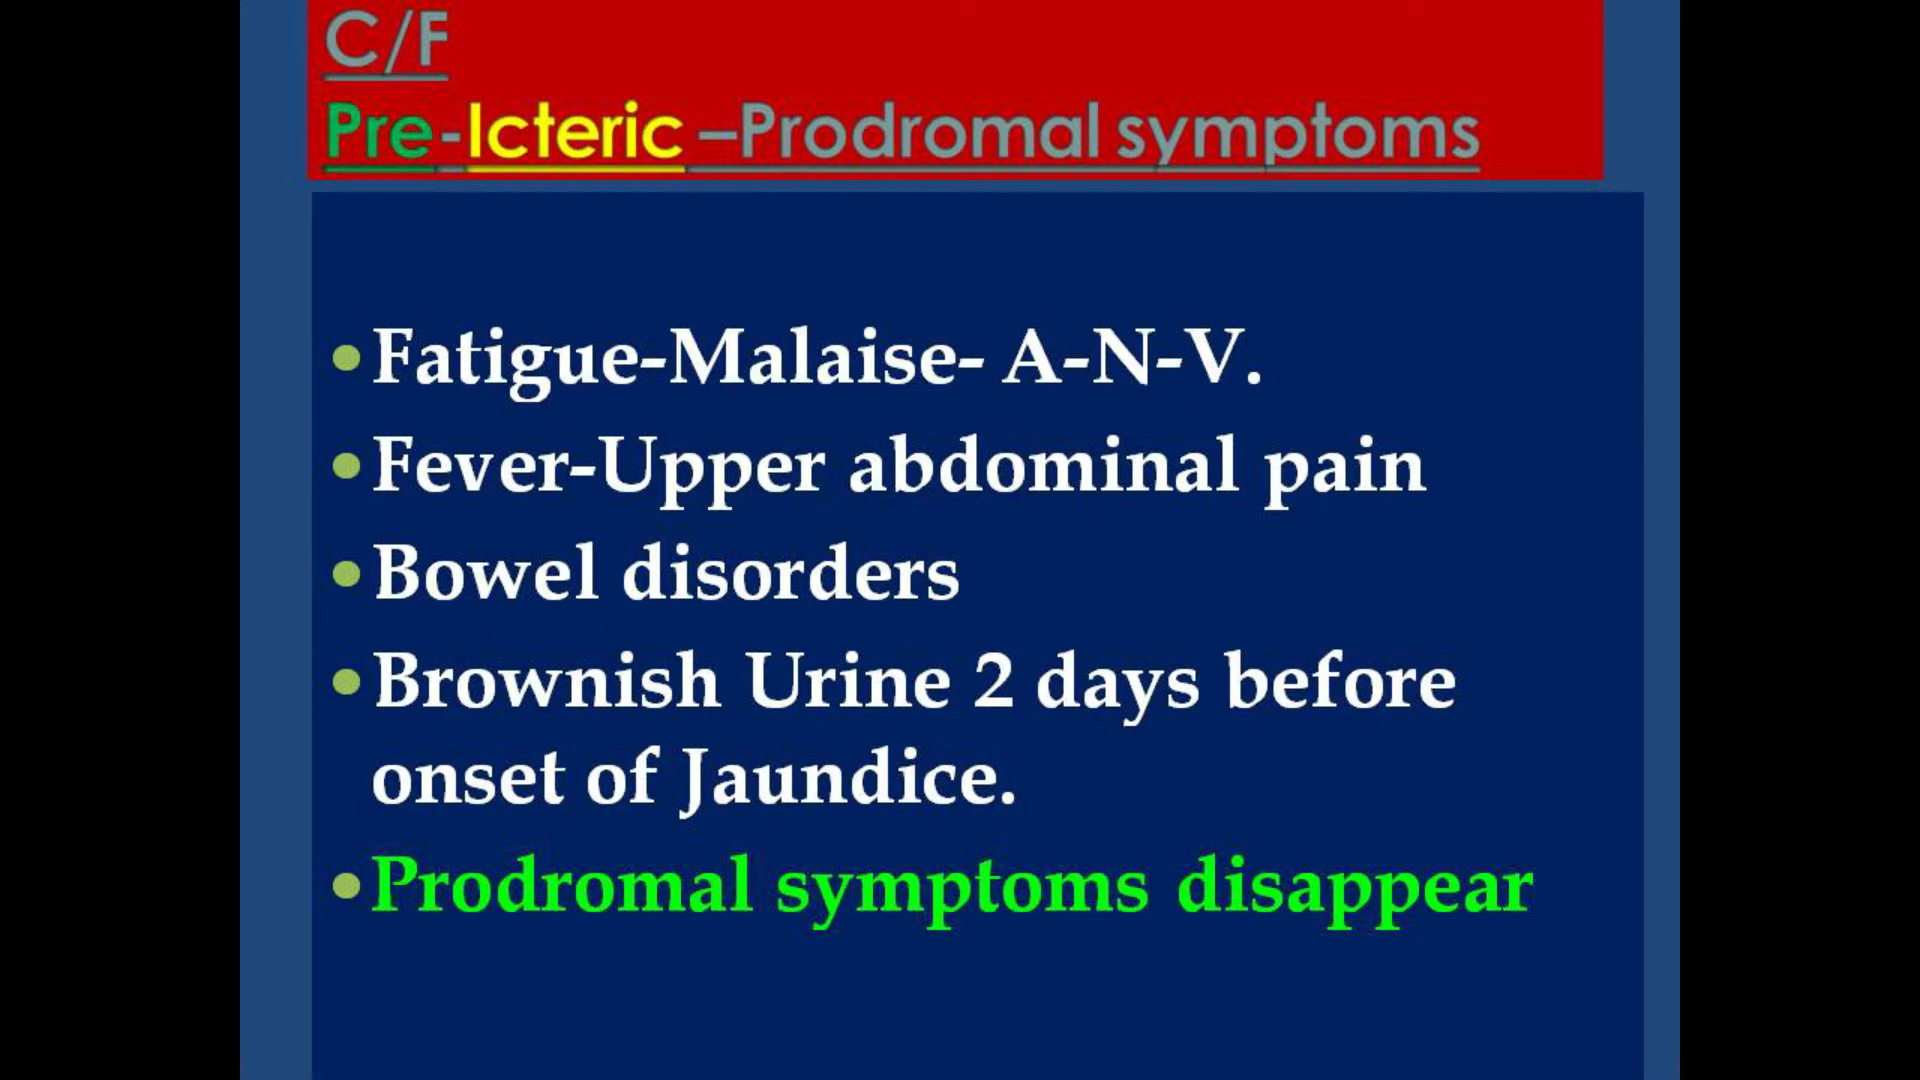 C/F
Pre-Icteric –Prodromal symptoms
•Fatigue-Malaise- A-N-V.
•Fever-Upper abdominal pain
•Bowel disorders
•Brownish Urine 2 days before
onset of Jaundice.
•Prodromal symptoms disappear